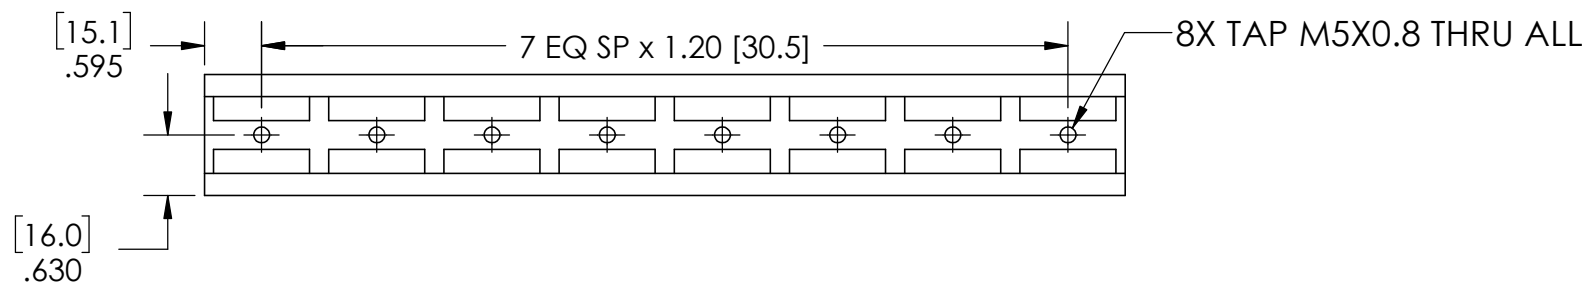 [15.1]
.595
7 EQ SP x 1.20 [30.5]
8X TAP M5X0.8 THRU ALL
[16.0]
.630